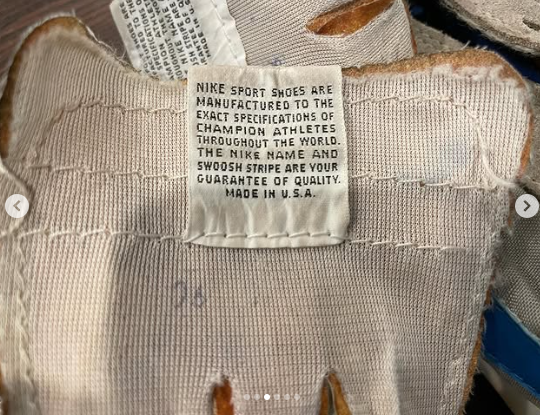 NIKE SPORT SHOES ARE
MANUFACTURED TO THE
EXACT SPECIFICATIONS OF
CHAMPION ATHLETES
THROUGHOUT THE WORLD.
THE NIKE NAME AND
SWOOSH STRIPE ARE YOUR
GUARANTEE OF QUALITY.
MADE IN U.S.A.